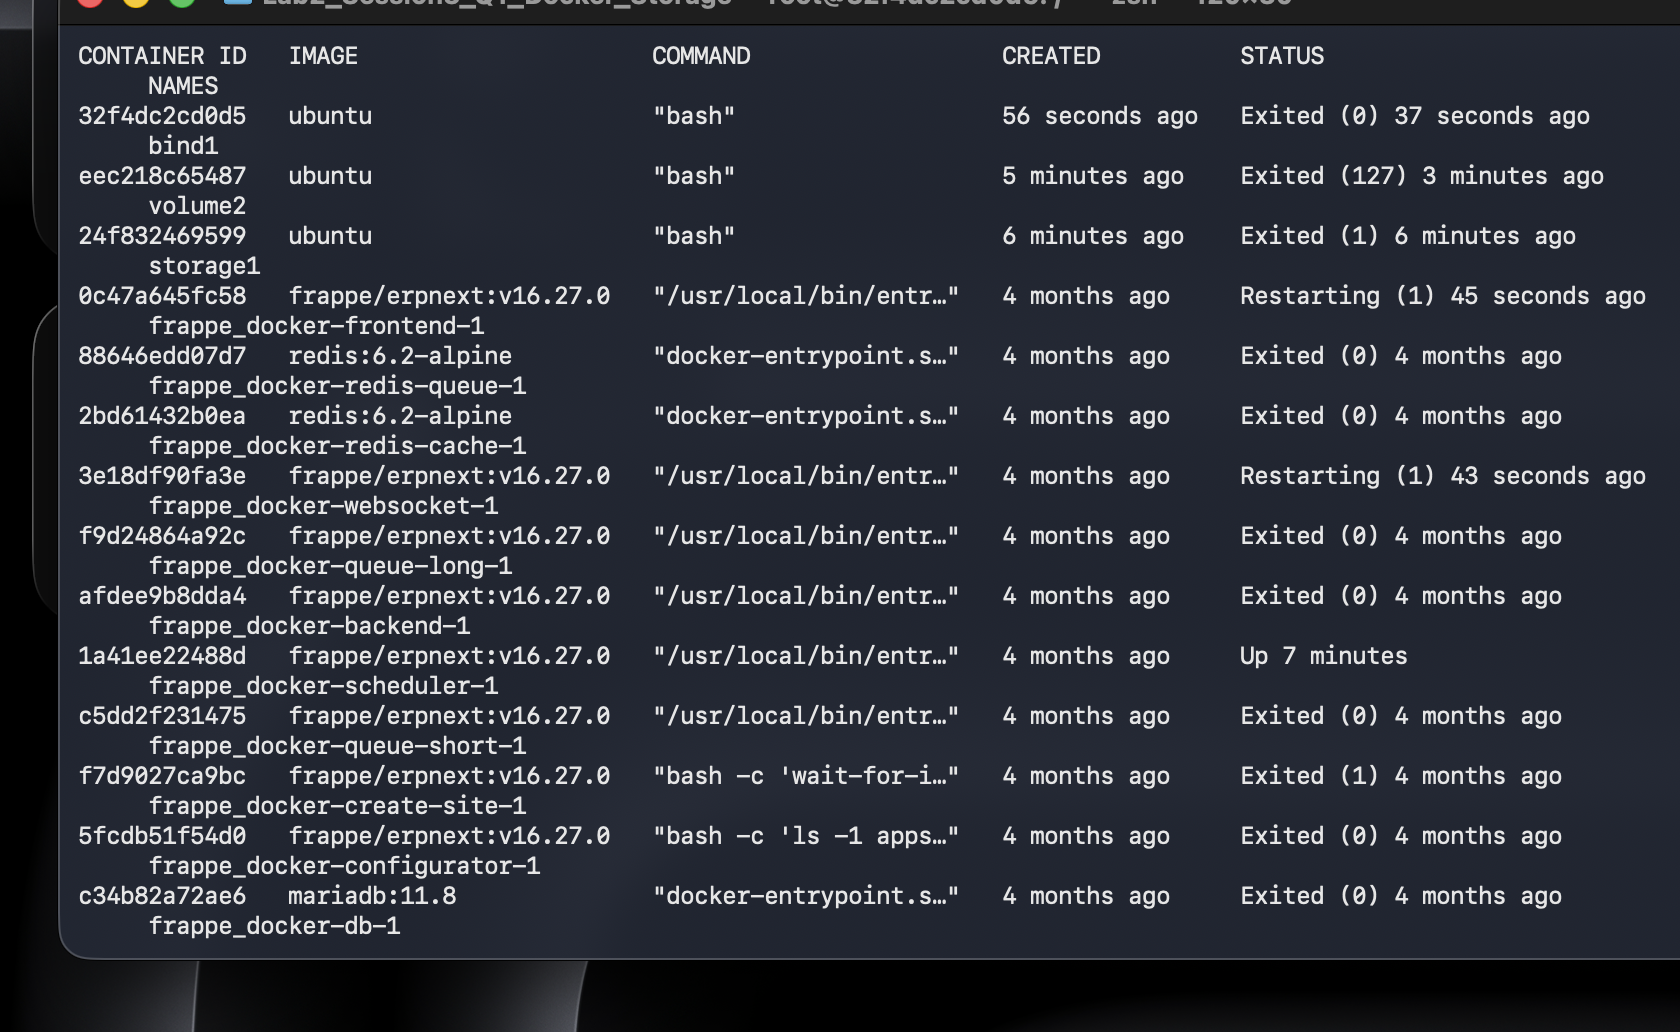 CONTAINER ID   IMAGE                     COMMAND                  CREATED          STATUS
     NAMES
32f4dc2cd0d5   ubuntu                    "bash"                   56 seconds ago   Exited (0) 37 seconds ago
     bind1
eec218c65487   ubuntu                    "bash"                   5 minutes ago    Exited (127) 3 minutes ago
     volume2
24f832469599   ubuntu                    "bash"                   6 minutes ago    Exited (1) 6 minutes ago
     storage1
0c47a645fc58   frappe/erpnext:v16.27.0   "/usr/local/bin/entr…"   4 months ago     Restarting (1) 45 seconds ago
     frappe_docker-frontend-1
88646edd07d7   redis:6.2-alpine          "docker-entrypoint.s…"   4 months ago     Exited (0) 4 months ago
     frappe_docker-redis-queue-1
2bd61432b0ea   redis:6.2-alpine          "docker-entrypoint.s…"   4 months ago     Exited (0) 4 months ago
     frappe_docker-redis-cache-1
3e18df90fa3e   frappe/erpnext:v16.27.0   "/usr/local/bin/entr…"   4 months ago     Restarting (1) 43 seconds ago
     frappe_docker-websocket-1
f9d24864a92c   frappe/erpnext:v16.27.0   "/usr/local/bin/entr…"   4 months ago     Exited (0) 4 months ago
     frappe_docker-queue-long-1
afdee9b8dda4   frappe/erpnext:v16.27.0   "/usr/local/bin/entr…"   4 months ago     Exited (0) 4 months ago
     frappe_docker-backend-1
1a41ee22488d   frappe/erpnext:v16.27.0   "/usr/local/bin/entr…"   4 months ago     Up 7 minutes
     frappe_docker-scheduler-1
c5dd2f231475   frappe/erpnext:v16.27.0   "/usr/local/bin/entr…"   4 months ago     Exited (0) 4 months ago
     frappe_docker-queue-short-1
f7d9027ca9bc   frappe/erpnext:v16.27.0   "bash -c 'wait-for-i…"   4 months ago     Exited (1) 4 months ago
     frappe_docker-create-site-1
5fcdb51f54d0   frappe/erpnext:v16.27.0   "bash -c 'ls -1 apps…"   4 months ago     Exited (0) 4 months ago
     frappe_docker-configurator-1
c34b82a72ae6   mariadb:11.8              "docker-entrypoint.s…"   4 months ago     Exited (0) 4 months ago
     frappe_docker-db-1